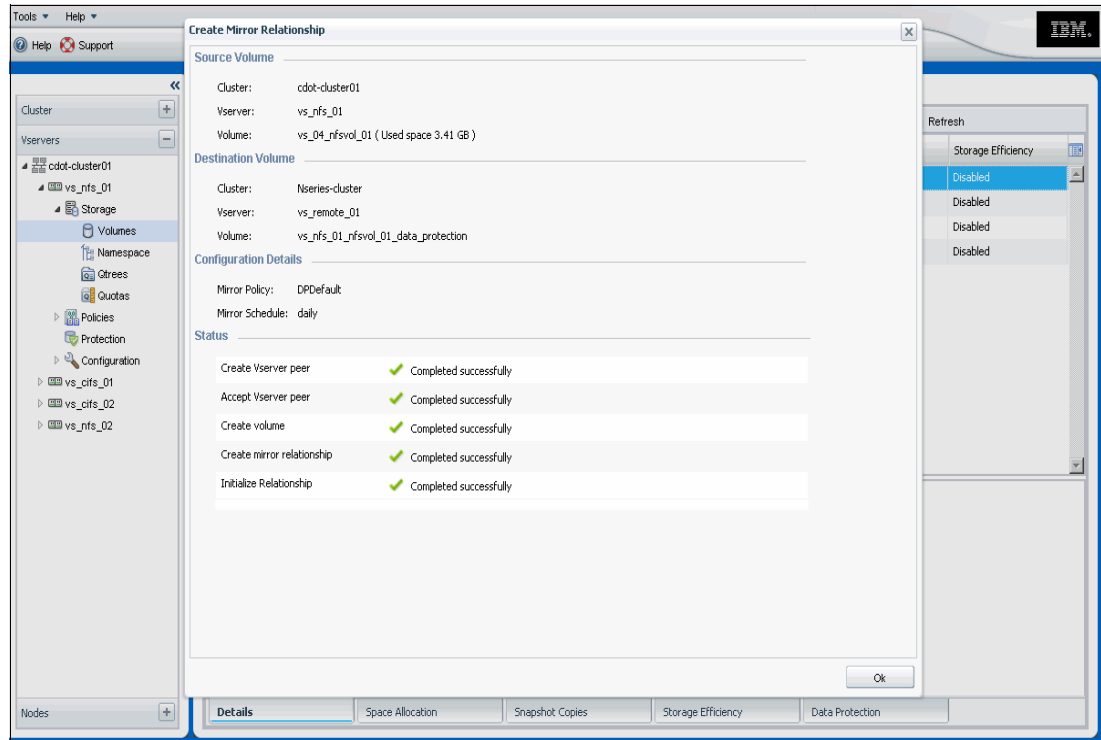 Tools Help
Help Support
IBM.
Create Mirror Relationship
Source Volume
Cluster: cdot-cluster01
Vserver: vs_nfs_01
Volume: vs_04_nfsvol_01 ( Used space 3.41 GB )
Destination Volume
Cluster: Nseries-cluster
Vserver: vs_remote_01
Volume: vs_nfs_01_nfsvol_01_data_protection
Configuration Details
Mirror Policy: DPDefault
Mirror Schedule: daily
Status
Create Vserver peer Completed successfully
Accept Vserver peer Completed successfully
Create volume Completed successfully
Create mirror relationship Completed successfully
Initialize Relationship Completed successfully
Ok
Cluster
Vservers
cdot-cluster01
vs_nfs_01
Storage
Volumes
Namespace
Qtrees
Quotas
Policies
Protection
Configuration
vs_cifs_01
vs_cifs_02
vs_nfs_02
Nodes
Refresh
Storage Efficiency
Disabled
Disabled
Disabled
Disabled
Details Space Allocation Snapshot Copies Storage Efficiency Data Protection